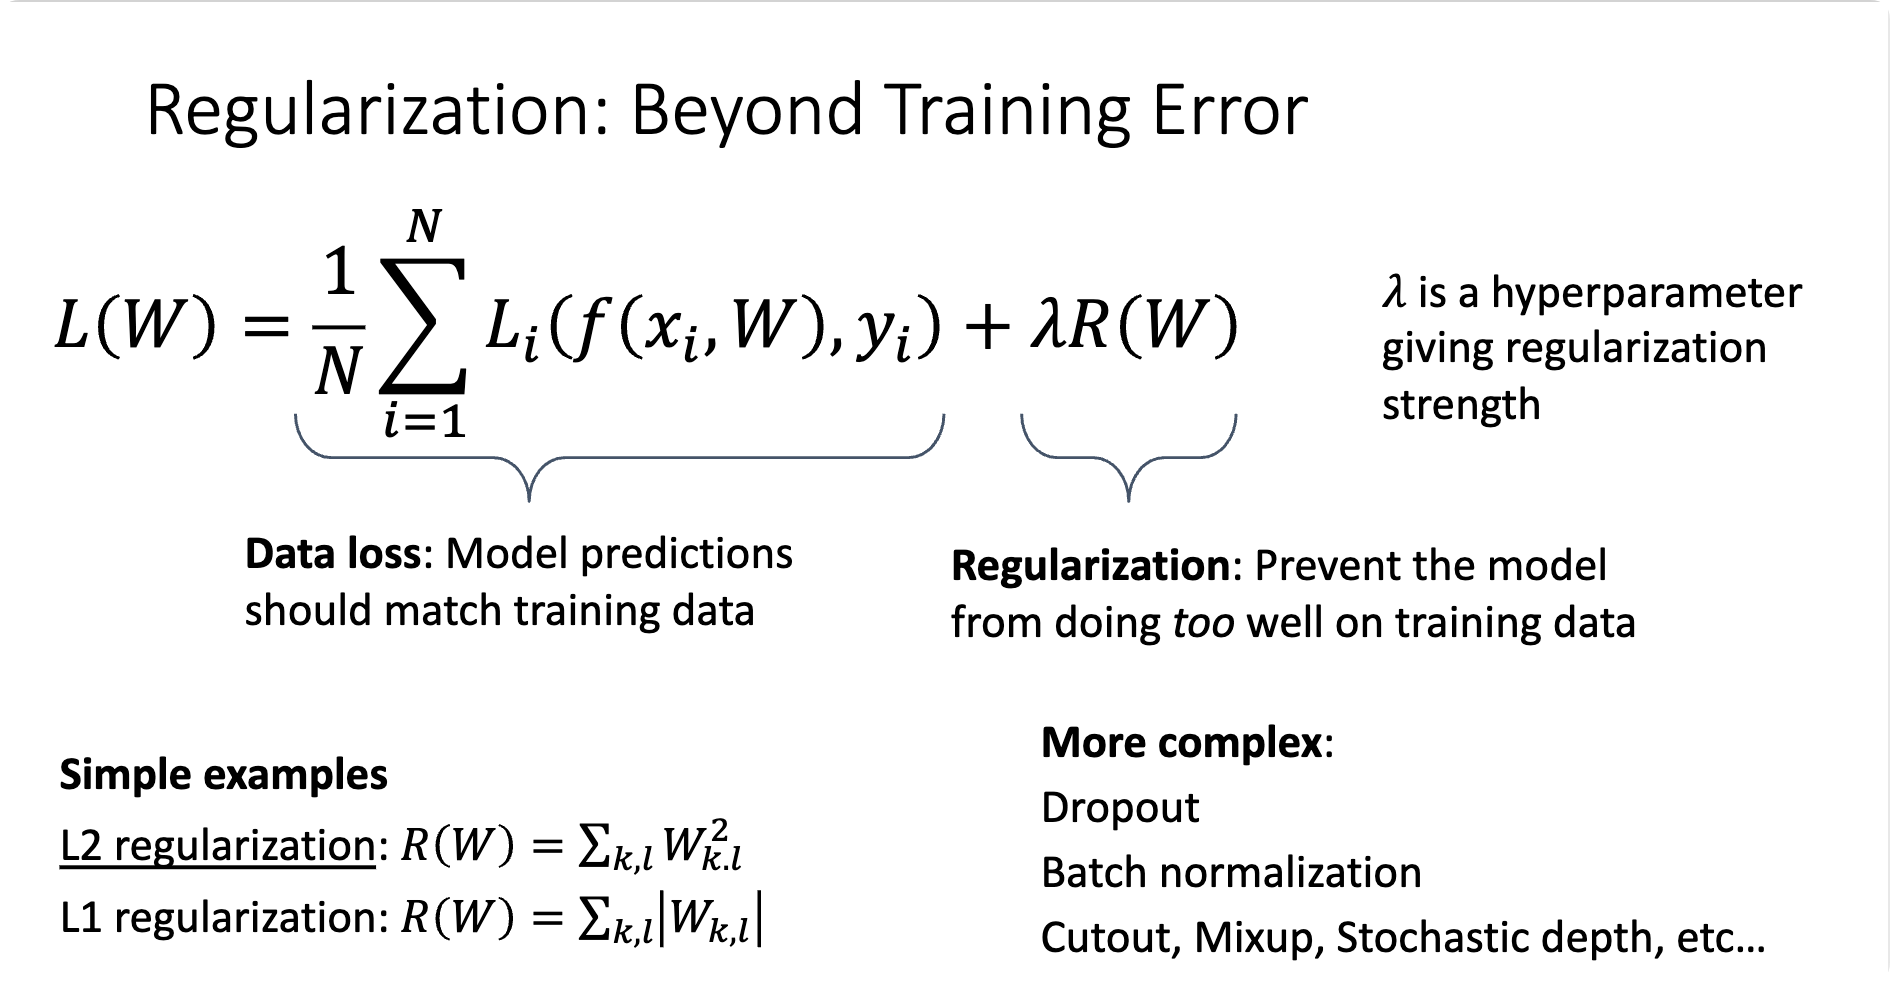 Regularization: Beyond Training Error
L(W) = \frac{1}{N} \sum_{i=1}^{N} L_i(f(x_i, W), y_i) + λR(W)
λ is a hyperparameter
giving regularization
strength
Data loss: Model predictions
should match training data
Regularization: Prevent the model
from doing too well on training data
Simple examples
L2 regularization: R(W) = \sum_{k,l} W_{k.l}^2
L1 regularization: R(W) = \sum_{k,l} |W_{k,l}|
More complex:
Dropout
Batch normalization
Cutout, Mixup, Stochastic depth, etc...